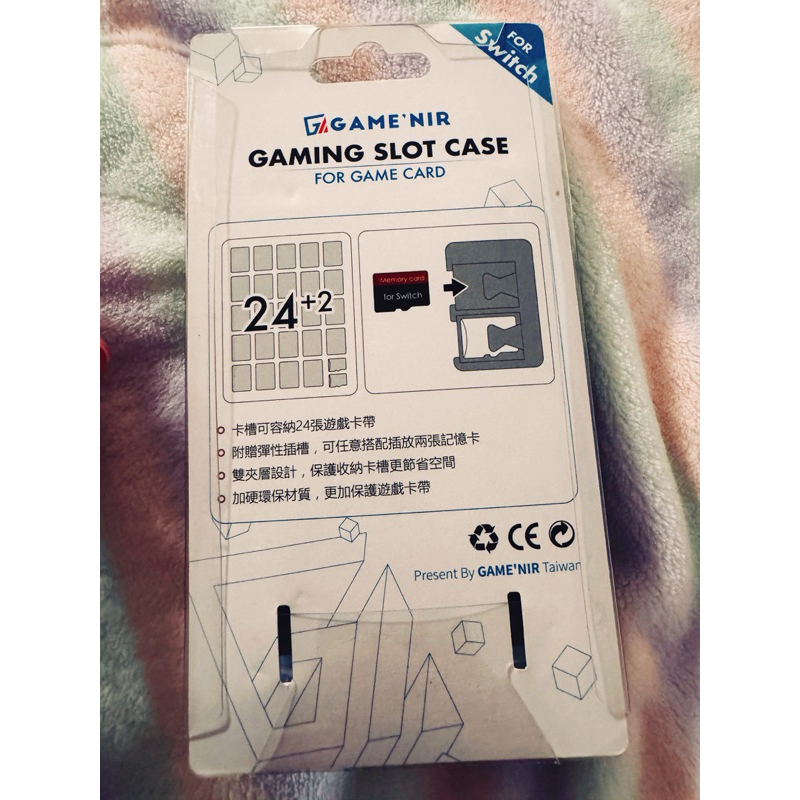 FOR
Switch
GAME'NIR
GAMING SLOT CASE
FOR GAME CARD
24+2
Memory card
for Switch
卡槽可容納24張遊戲卡帶
附贈彈性插槽，可任意搭配插放兩張記憶卡
雙夾層設計，保護收納卡槽更節省空間
加硬環保材質，更加保護遊戲卡帶
CE
Present By GAME'NIR Taiwan